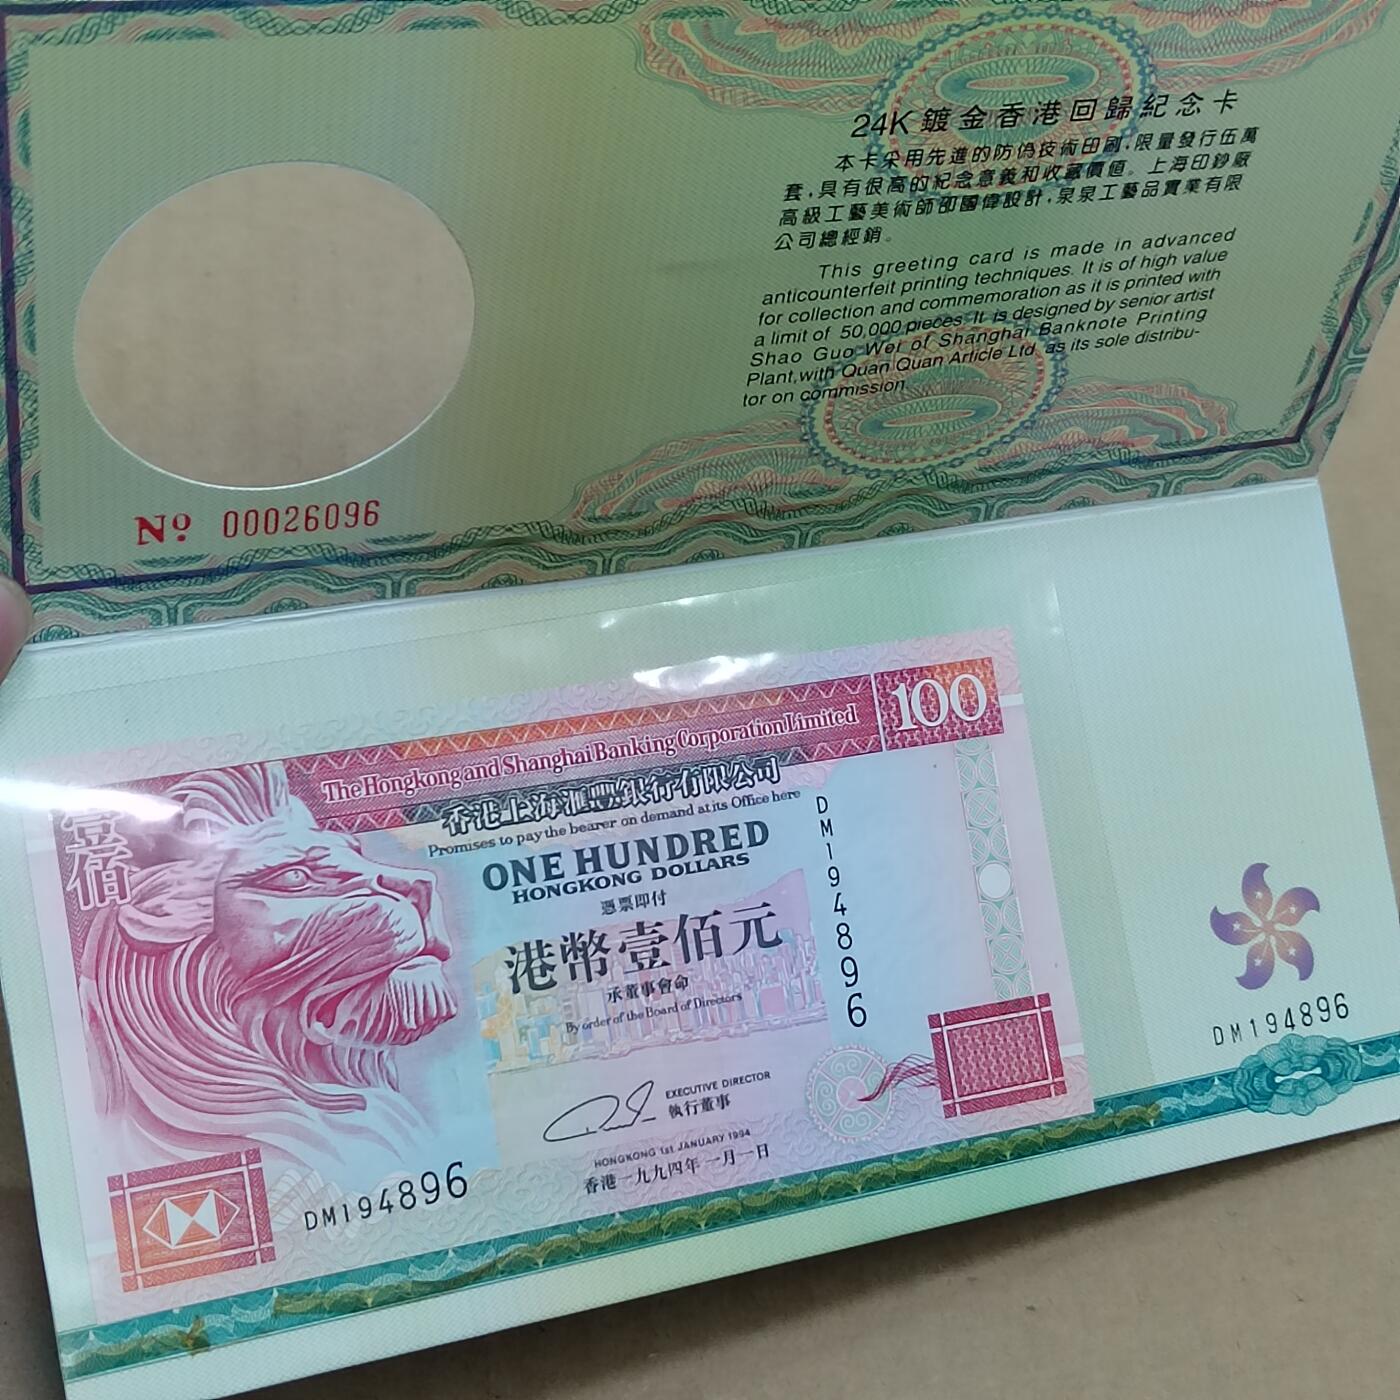 24K鍍金香港回歸紀念卡
本卡采用先進的防偽技術印刷,限量發行伍萬
套,具有很高的紀念意義和收藏價值。上海印鈔廠
高級工藝美術師邵國偉設計,泉泉工藝品實業有限
公司總經銷。
This greeting card is made in advanced
anticounterfeit printing techniques. It is of high value
for collection and commemoration as it is printed with
a limit of 50,000 pieces. It is designed by senior artist
Shao Guo Wei of Shanghai Banknote Printing
Plant,with Quan Quan Article Ltd. as its sole distribu-
tor on commission
No 00026096
100
The Hongkong and Shanghai Banking Corporation Limited
香港上海滙豐銀行有限公司
Promises to pay the bearer on demand at its Office here
壹佰
ONE HUNDRED
HONGKONG DOLLARS
憑票即付
港幣壹佰元
承董事會命
By order of the Board of Directors
DM194896
EXECUTIVE DIRECTOR
執行董事
HONGKONG 1st JANUARY 1994
香港一九九四年一月一日
DM194896
DM194896